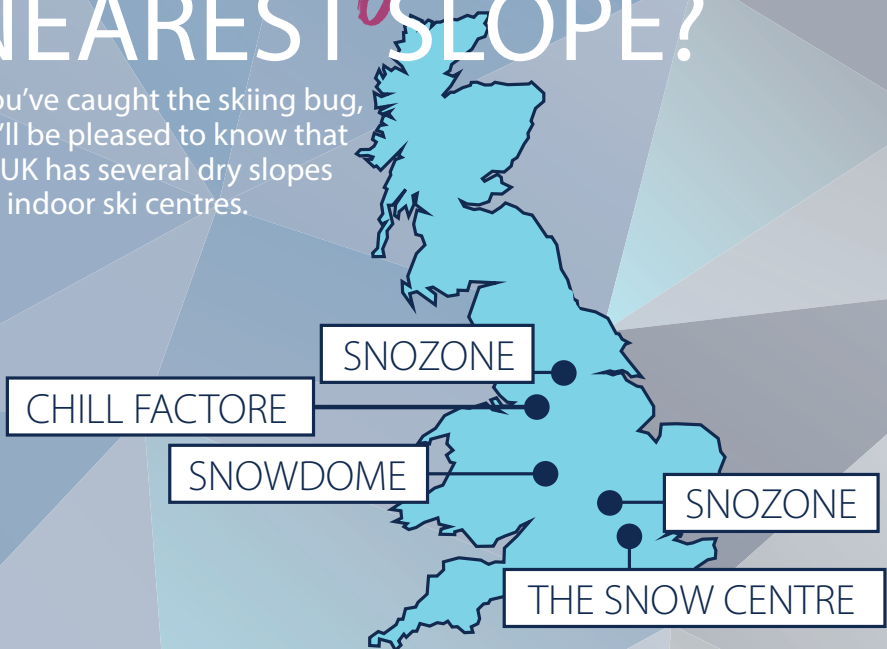 NEAREST SLOPE?
ou've caught the skiing bug,
'll be pleased to know that
UK has several dry slopes
indoor ski centres.
SNOZONE
CHILL FACTORE
SNOWDOME
SNOZONE
THE SNOW CENTRE